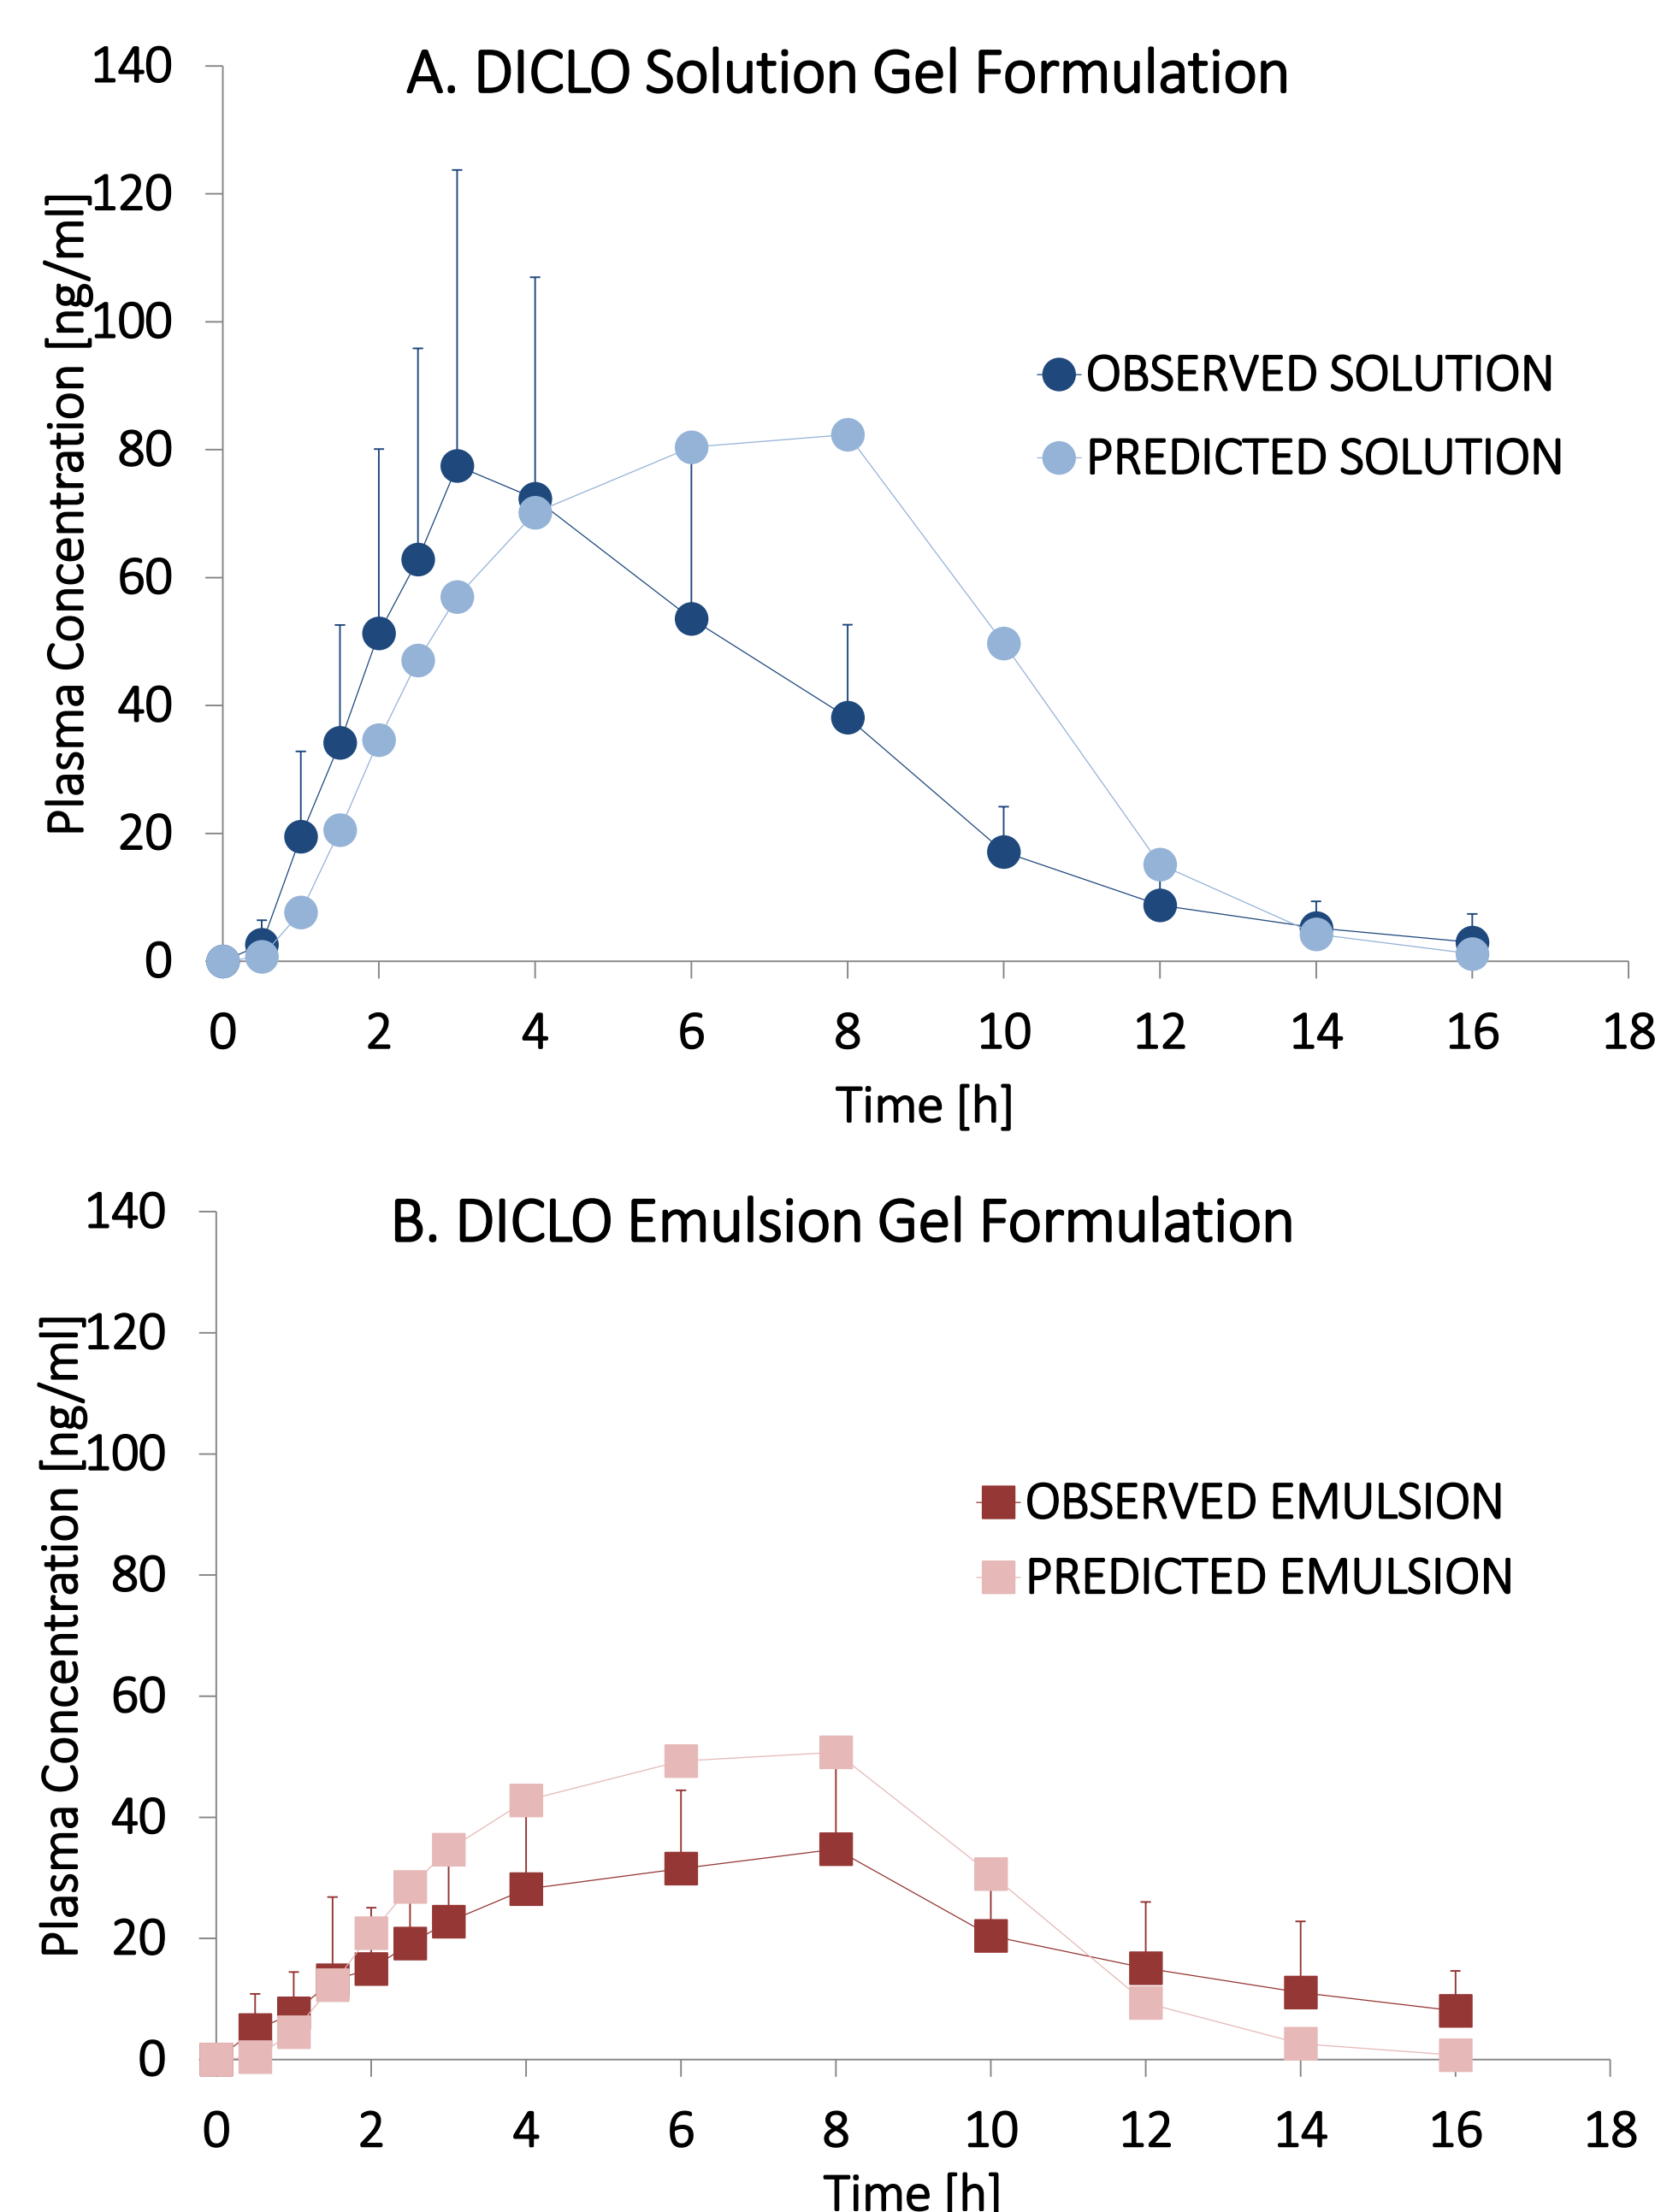 A. DICLO Solution Gel Formulation
Plasma Concentration [ng/ml]
140
120
100
80
60
40
20
0
OBSERVED SOLUTION
PREDICTED SOLUTION
0 2 4 6 8 10 12 14 16 18
Time [h]
B. DICLO Emulsion Gel Formulation
Plasma Concentration [ng/ml]
140
120
100
80
60
40
20
0
OBSERVED EMULSION
PREDICTED EMULSION
0 2 4 6 8 10 12 14 16 18
Time [h]